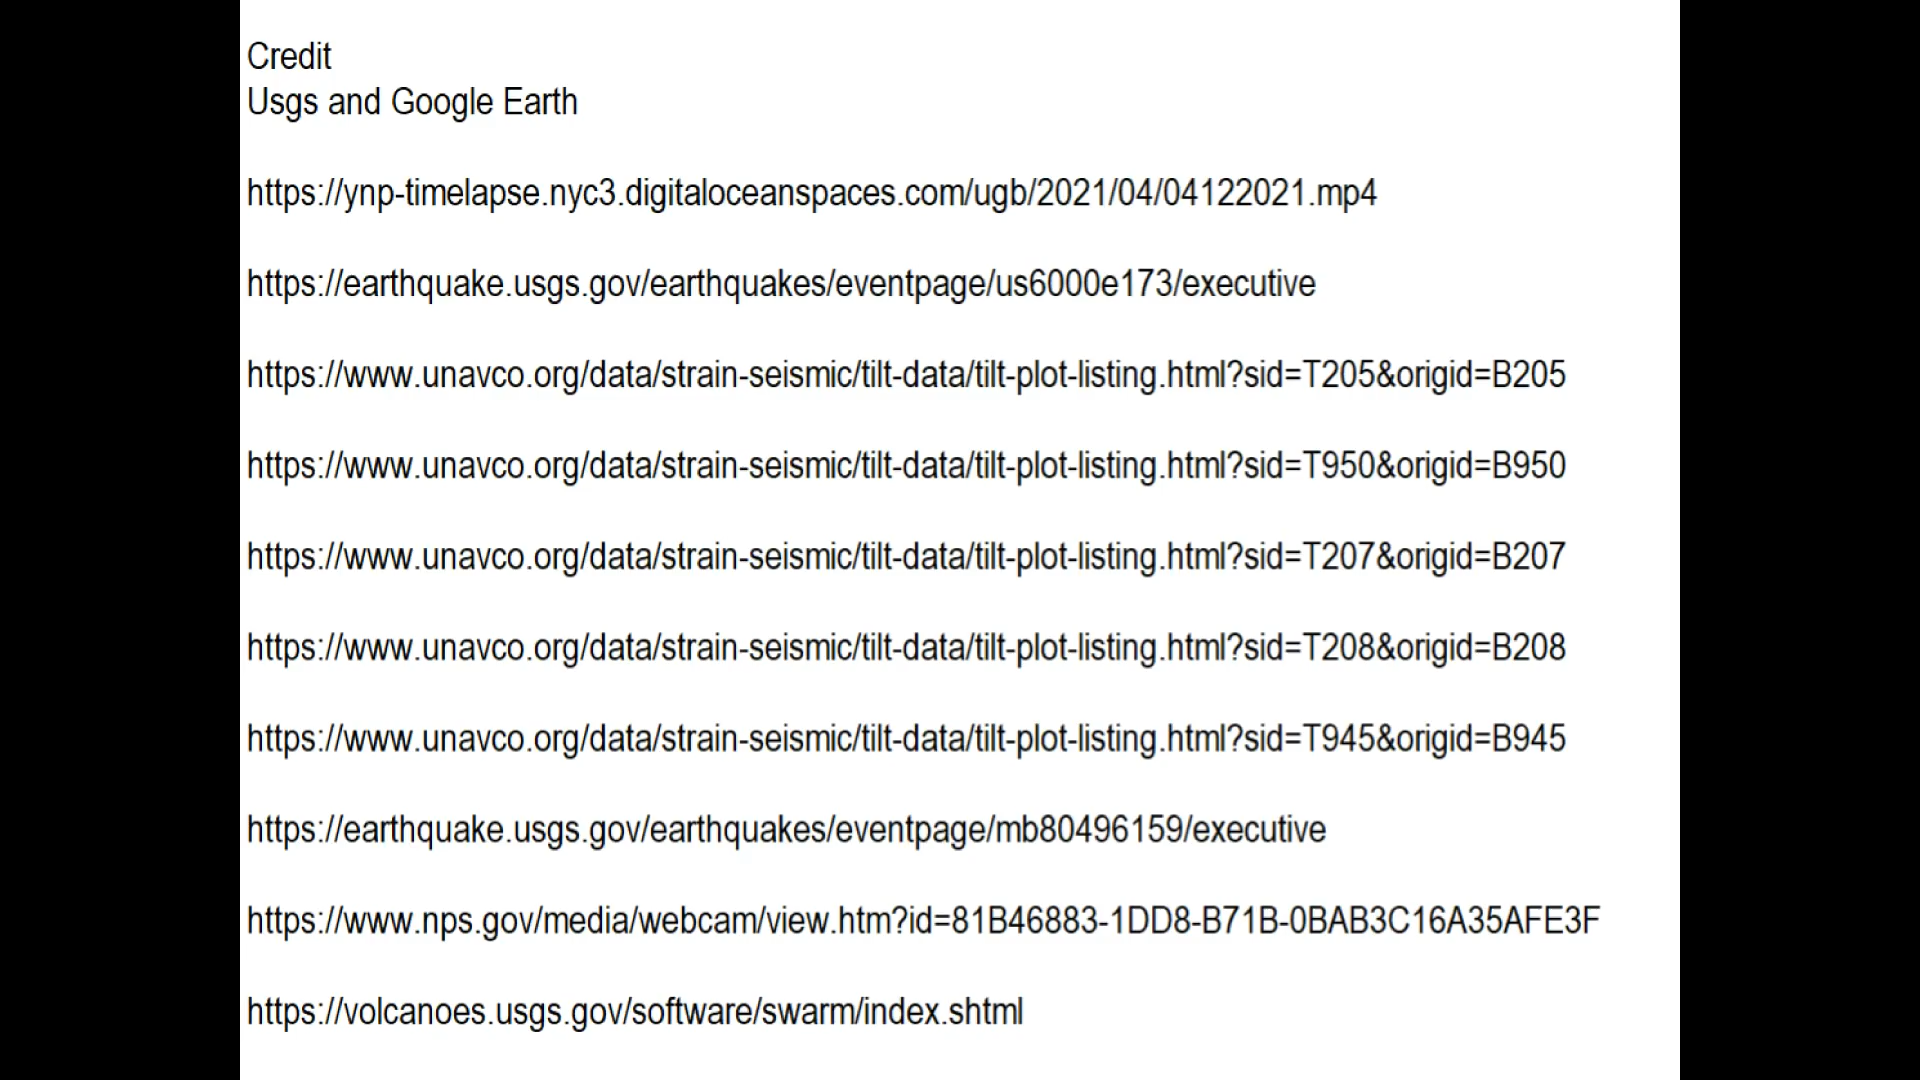 Credit
Usgs and Google Earth
https://ynp-timelapse.nyc3.digitaloceanspaces.com/ugb/2021/04/04122021.mp4
https://earthquake.usgs.gov/earthquakes/eventpage/us6000e173/executive
https://www.unavco.org/data/strain-seismic/tilt-data/tilt-plot-listing.html?sid=T205&origid=B205
https://www.unavco.org/data/strain-seismic/tilt-data/tilt-plot-listing.html?sid=T950&origid=B950
https://www.unavco.org/data/strain-seismic/tilt-data/tilt-plot-listing.html?sid=T207&origid=B207
https://www.unavco.org/data/strain-seismic/tilt-data/tilt-plot-listing.html?sid=T208&origid=B208
https://www.unavco.org/data/strain-seismic/tilt-data/tilt-plot-listing.html?sid=T945&origid=B945
https://earthquake.usgs.gov/earthquakes/eventpage/mb80496159/executive
https://www.nps.gov/media/webcam/view.htm?id=81B46883-1DD8-B71B-0BAB3C16A35AFE3F
https://volcanoes.usgs.gov/software/swarm/index.shtml